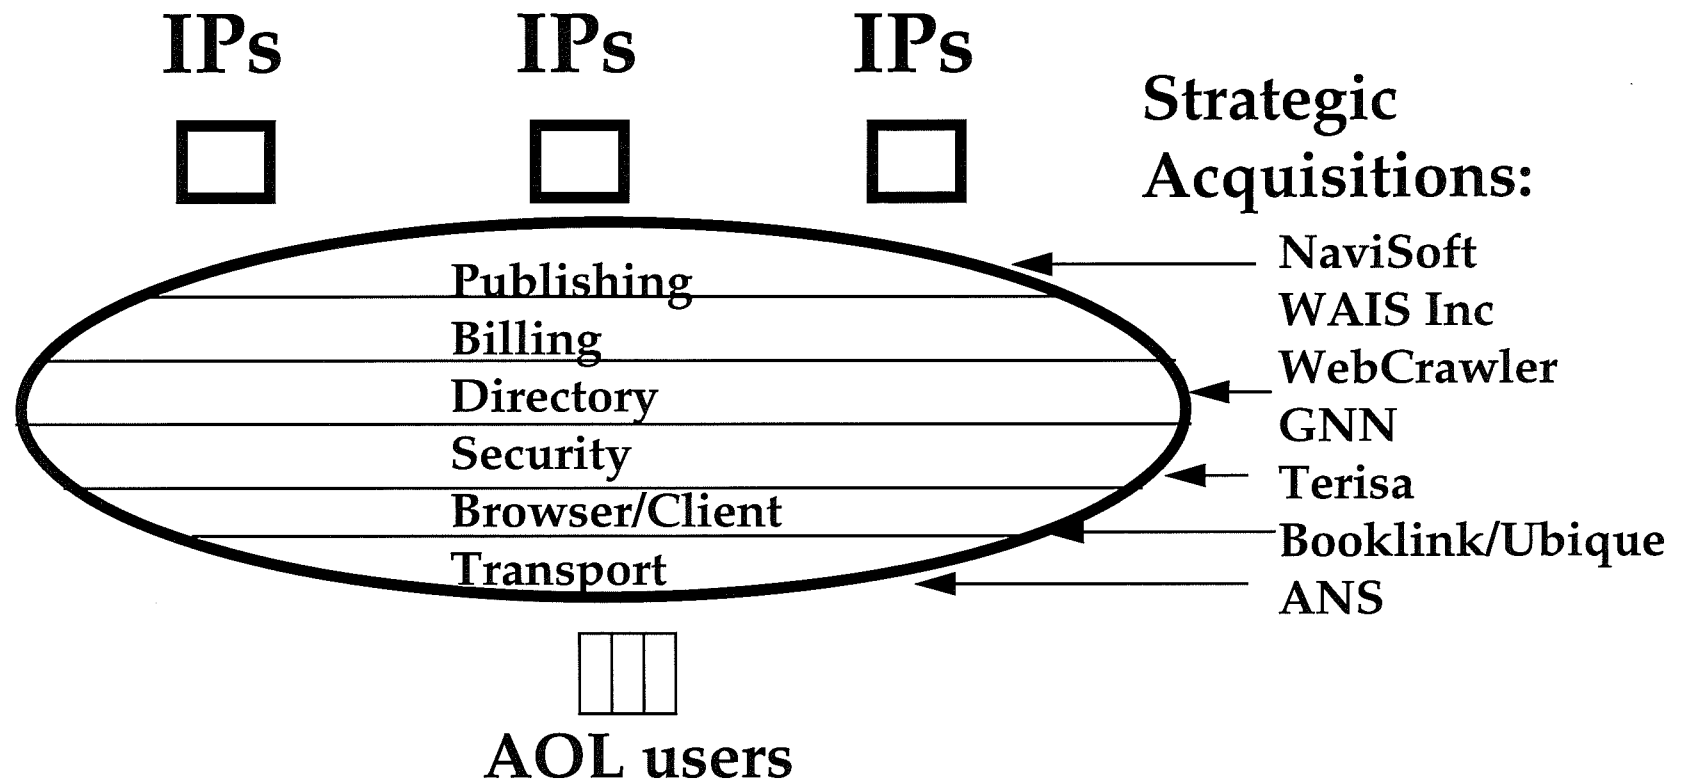 IPs IPs IPs
Strategic
Acquisitions:
Publishing
Billing
Directory
Security
Browser/Client
Transport
NaviSoft
WAIS Inc
WebCrawler
GNN
Terisa
Booklink/Ubique
ANS
AOL users